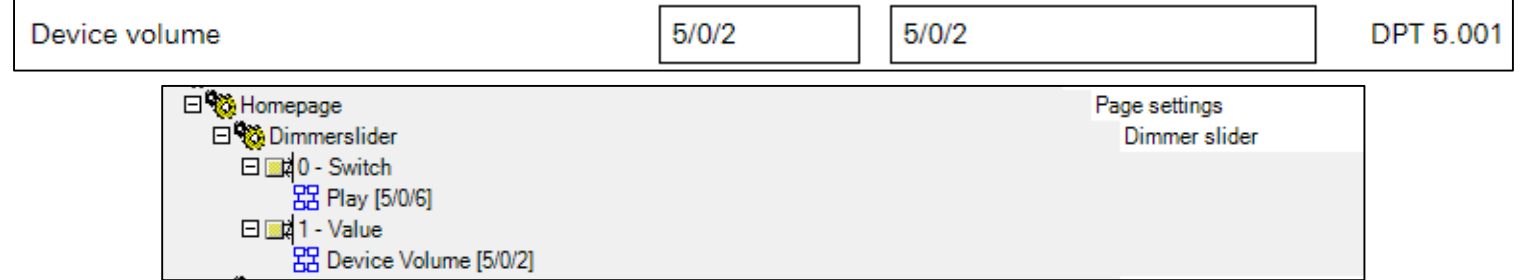 Device volume 5/0/2 5/0/2 DPT 5.001
Homepage Page settings
Dimmerslider Dimmer slider
0 - Switch
Play [5/0/6]
1 - Value
Device Volume [5/0/2]